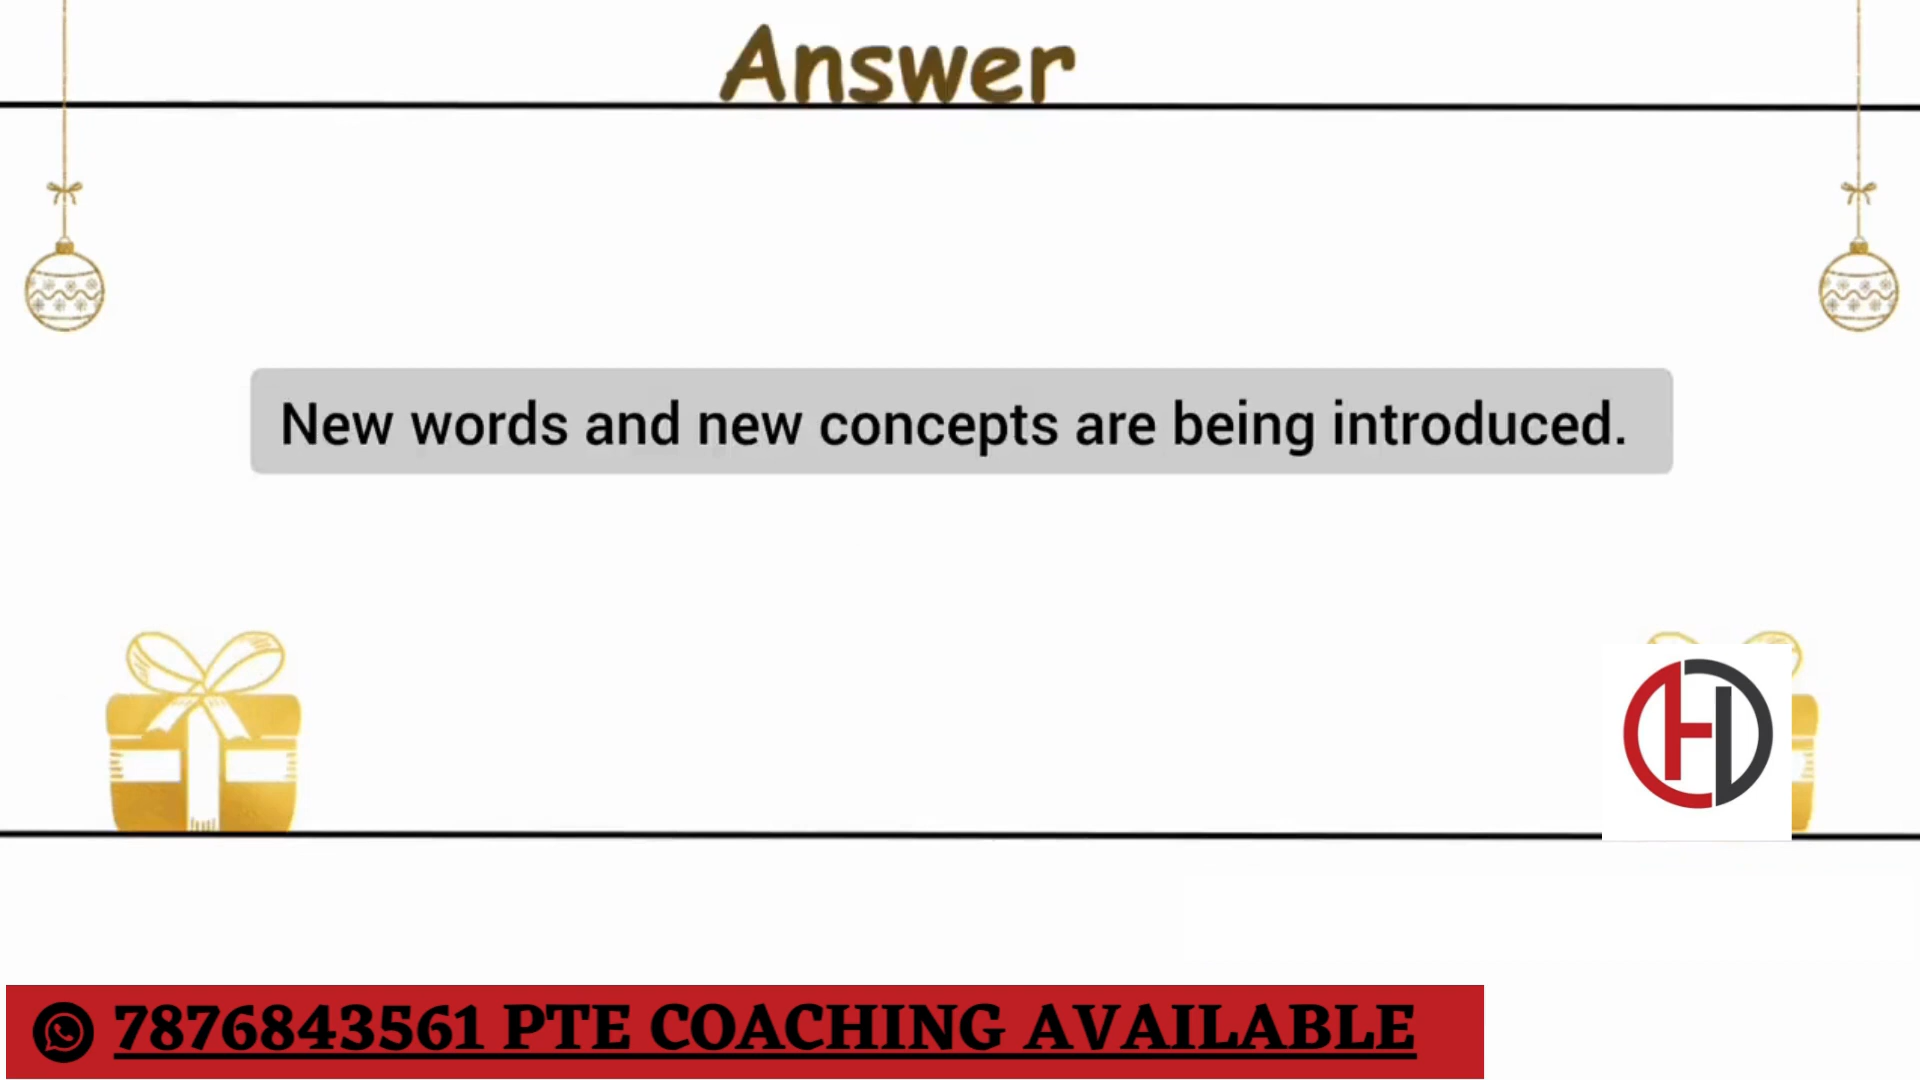 Answer
New words and new concepts are being introduced.
7876843561 PTE COACHING AVAILABLE